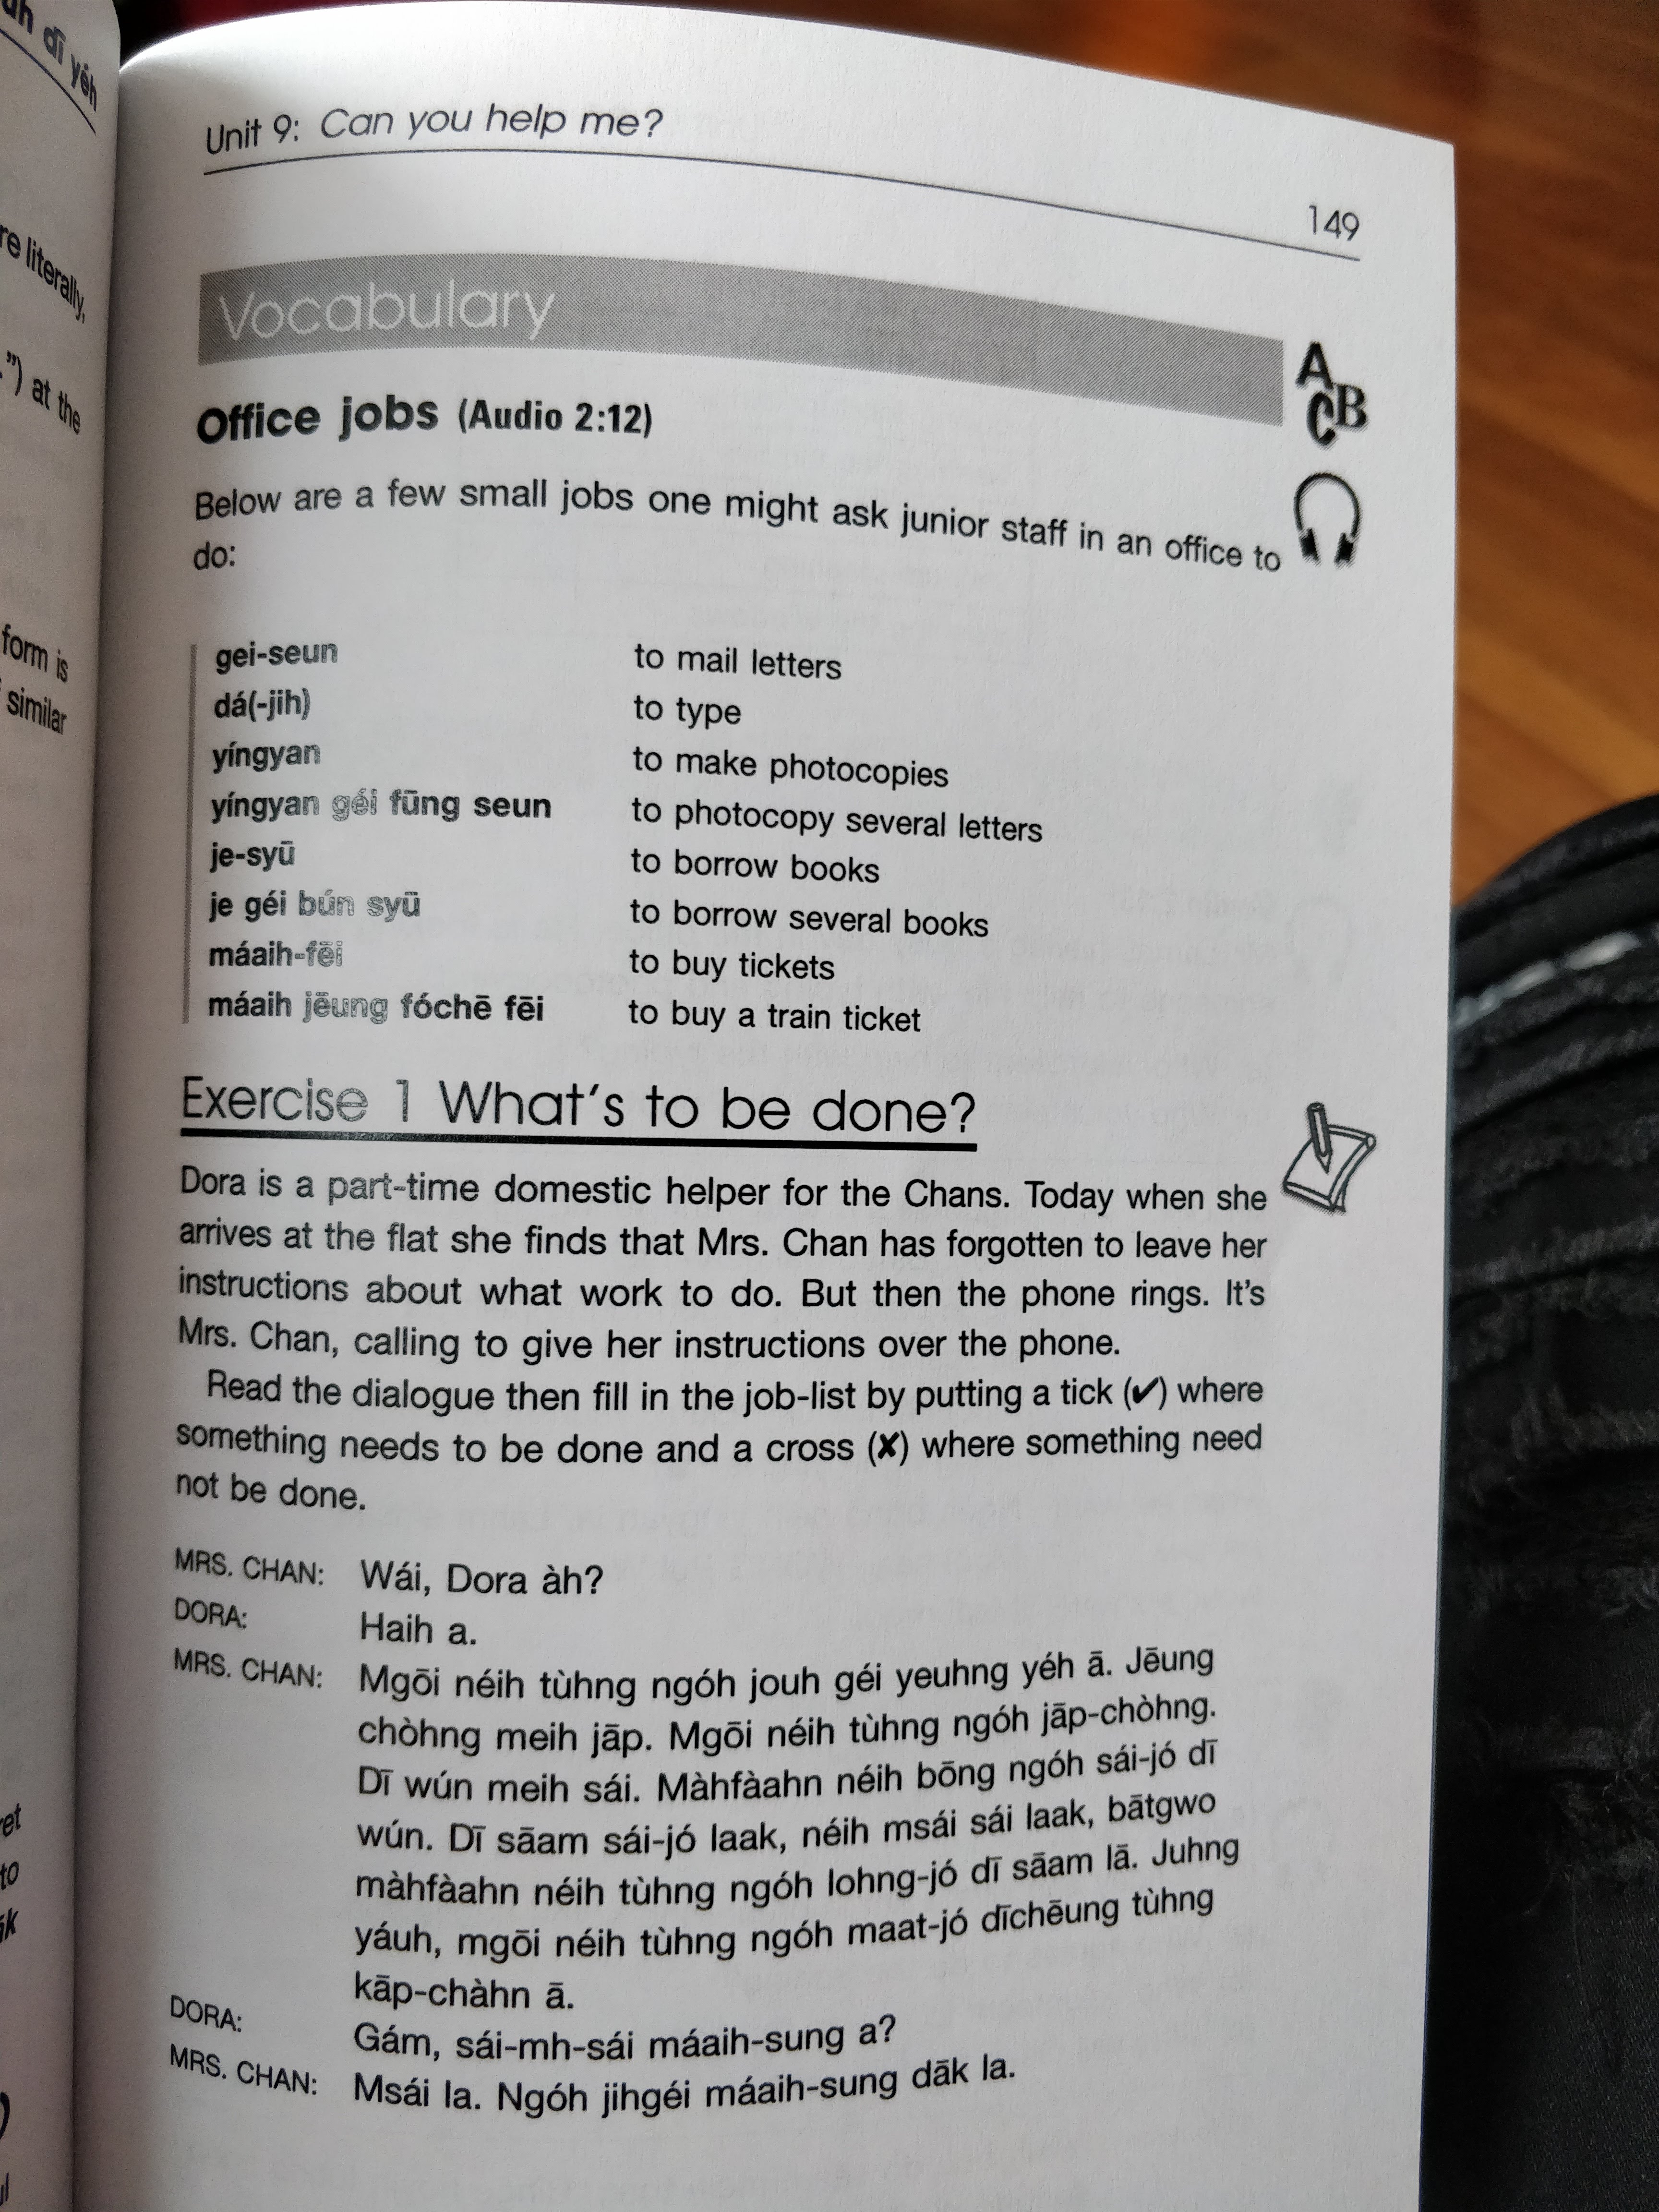 Unit 9: Can you help me?
149
Vocabulary
Office jobs (Audio 2:12)
Below are a few small jobs one might ask junior staff in an office to
do:
gei-seun to mail letters
dá(-jih) to type
yíngyan to make photocopies
yíngyan géi fūng seun to photocopy several letters
je-syū to borrow books
je géi bún syū to borrow several books
máaih-fēi to buy tickets
máaih jēung fóchē fēi to buy a train ticket
Exercise 1 What's to be done?
Dora is a part-time domestic helper for the Chans. Today when she
arrives at the flat she finds that Mrs. Chan has forgotten to leave her
instructions about what work to do. But then the phone rings. It's
Mrs. Chan, calling to give her instructions over the phone.
Read the dialogue then fill in the job-list by putting a tick (✔) where
something needs to be done and a cross (✘) where something need
not be done.
MRS. CHAN: Wái, Dora àh?
DORA: Haih a.
MRS. CHAN: Mgōi néih tùhng ngóh jouh géi yeuhng yéh ā. Jēung
chòhng meih jāp. Mgōi néih tùhng ngóh jāp-chòhng.
Dī wún meih sái. Màhfàahn néih bōng ngóh sái-jó dī
wún. Dī sāam sái-jó laak, néih msái sái laak, bātgwo
màhfàahn néih tùhng ngóh lohng-jó dī sāam lā. Juhng
yáuh, mgōi néih tùhng ngóh maat-jó dīchēung tùhng
kāp-chàhn ā.
DORA: Gám, sái-mh-sái máaih-sung a?
MRS. CHAN: Msái la. Ngóh jihgéi máaih-sung dāk la.
dī yéh
re literally,
") at the
form is
similar
to